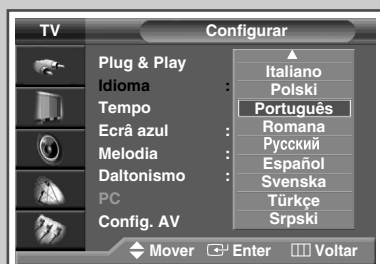 TV
Configurar
Plug & Play
Idioma :
Tempo
Ecrâ azul :
Melodia :
Daltonismo :
PC
Config. AV
Italiano
Polski
Português
Romana
Русский
Español
Svenska
Türkçe
Srpski
Mover Enter Voltar